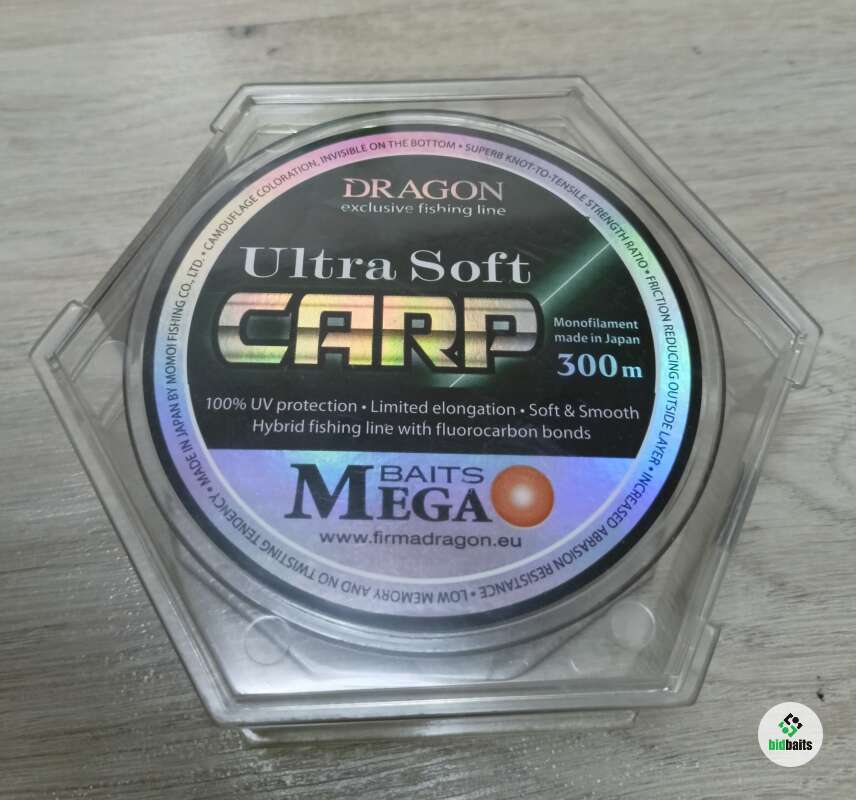 DRAGON
exclusive fishing line
Ultra Soft
CARP
Monofilament
made in Japan
300m
100% UV protection • Limited elongation • Soft & Smooth
Hybrid fishing line with fluorocarbon bonds
BAITS
MEGA
www.firmadragon.eu
MADE IN JAPAN BY MOMOI FISHING CO., LTD. • CAMOUFLAGE COLORATION, INVISIBLE ON THE BOTTOM • SUPERB KNOT-TO-TENSILE STRENGTH RATIO • FRICTION REDUCING OUTSIDE LAYER • INCREASED ABRASION RESISTANCE • LOW MEMORY AND NO TWISTING TENDENCY •
bidbaits